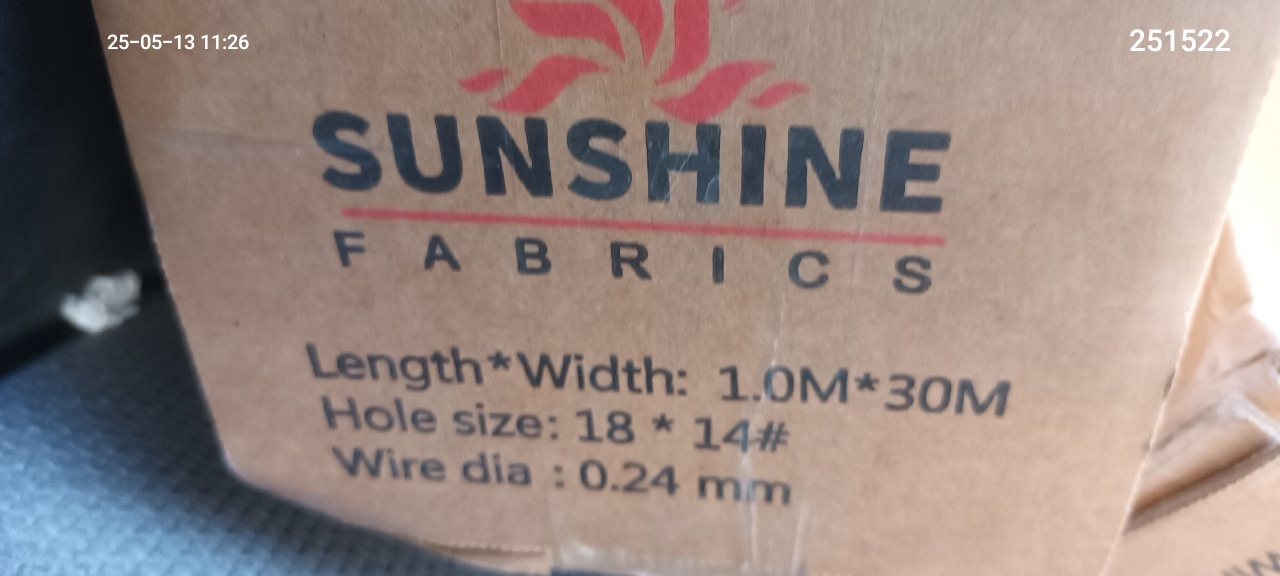 25-05-13 11:26
251522
SUNSHINE
FABRICS
Length*Width: 1.0M*30M
Hole size: 18 * 14#
Wire dia : 0.24 mm